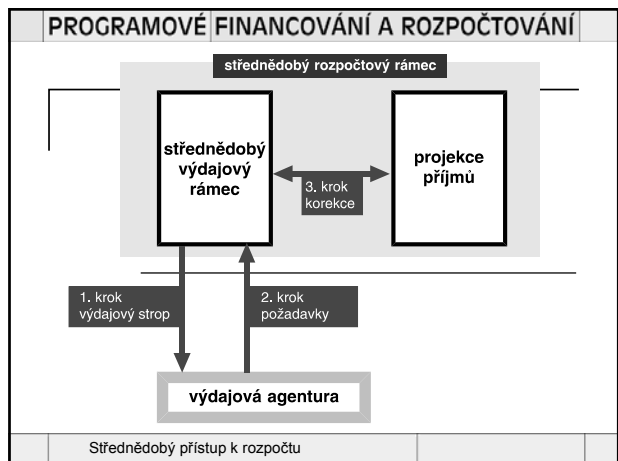 PROGRAMOVÉ FINANCOVÁNÍ A ROZPOČTOVÁNÍ
střednědobý rozpočtový rámec
střednědobý
výdajový
rámec
projekce
příjmů
3. krok
korekce
1. krok
výdajový strop
2. krok
požadavky
výdajová agentura
Střednědobý přístup k rozpočtu